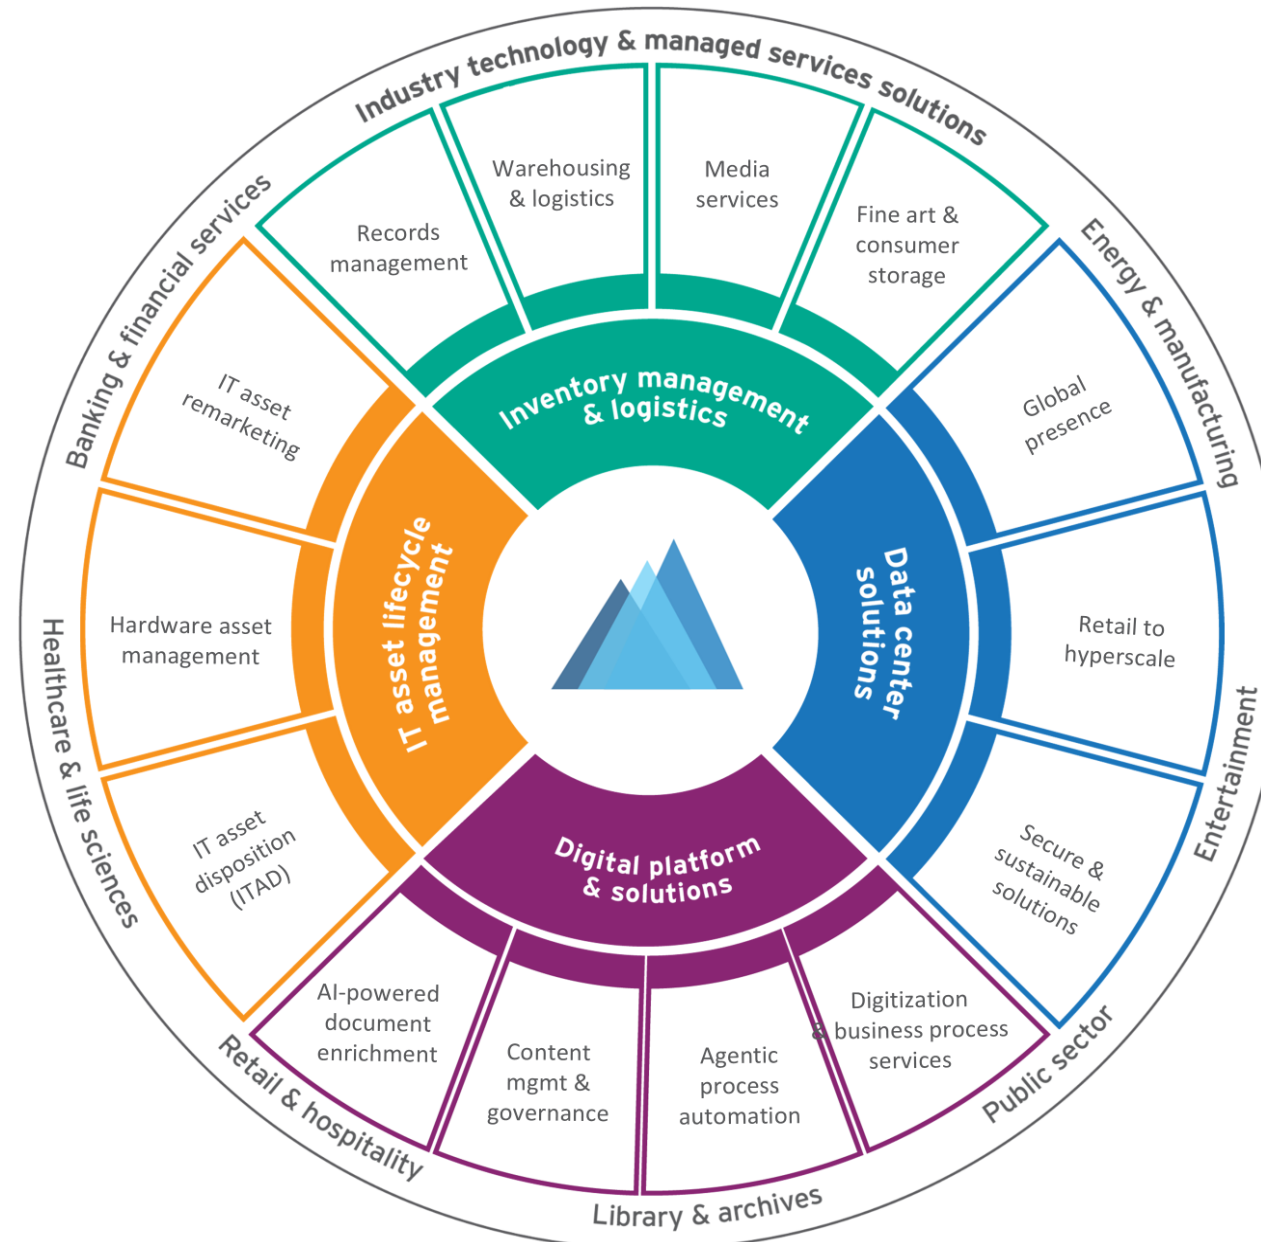 Industry technology & managed services solutions
Energy & manufacturing
Entertainment
Public sector
Library & archives
Retail & hospitality
Healthcare & life sciences
Banking & financial services
Inventory management
& logistics
Records
management
Warehousing
& logistics
Media
services
Fine art &
consumer
storage
Data center
solutions
Global
presence
Retail to
hyperscale
Secure &
sustainable
solutions
Digital platform
& solutions
Digitization
& business process
services
Agentic
process
automation
Content
mgmt &
governance
AI-powered
document
enrichment
IT asset lifecycle
management
IT asset
disposition
(ITAD)
Hardware asset
management
IT asset
remarketing